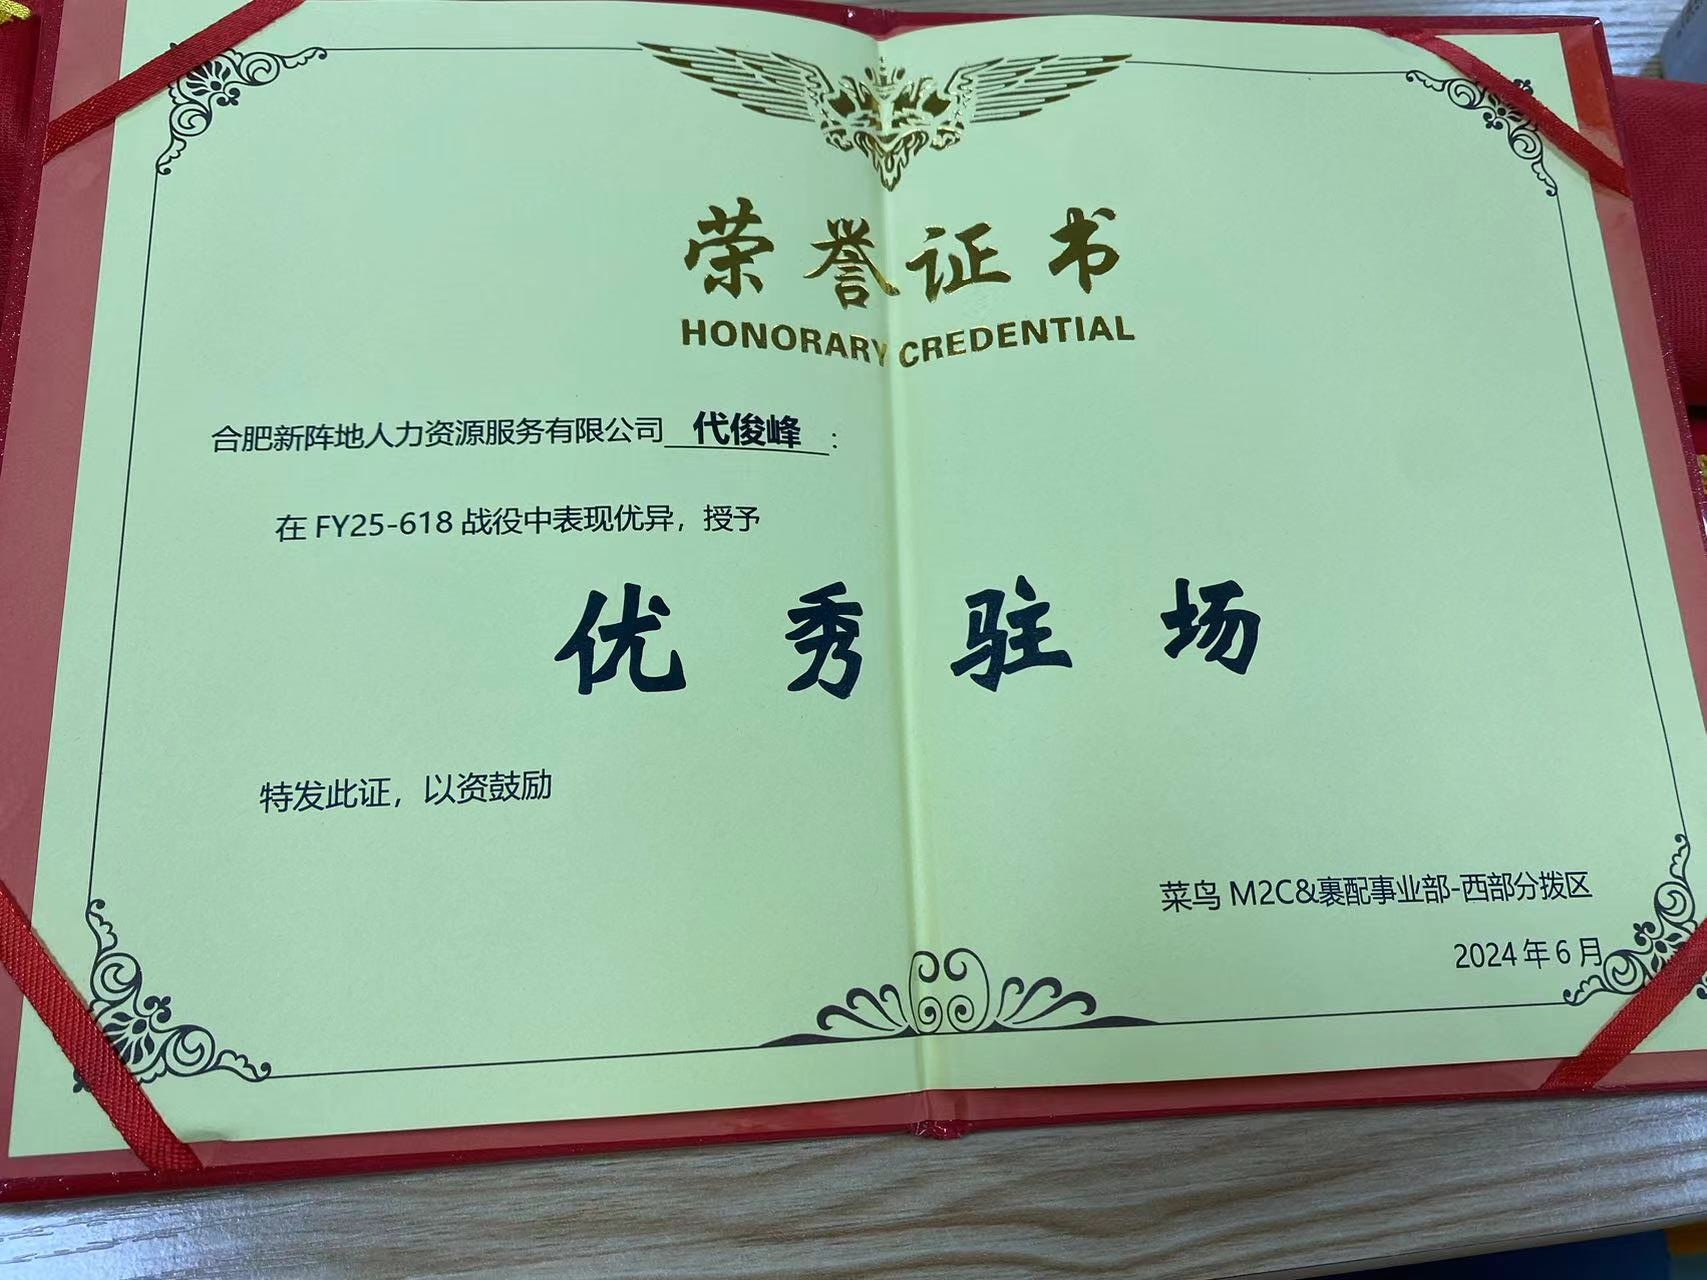 荣誉证书
HONORARY CREDENTIAL
合肥新阵地人力资源服务有限公司 代俊峰 :
在 FY25-618 战役中表现优异，授予
优秀驻场
特发此证，以资鼓励
菜鸟 M2C&裹配事业部-西部分拨区
2024 年 6 月